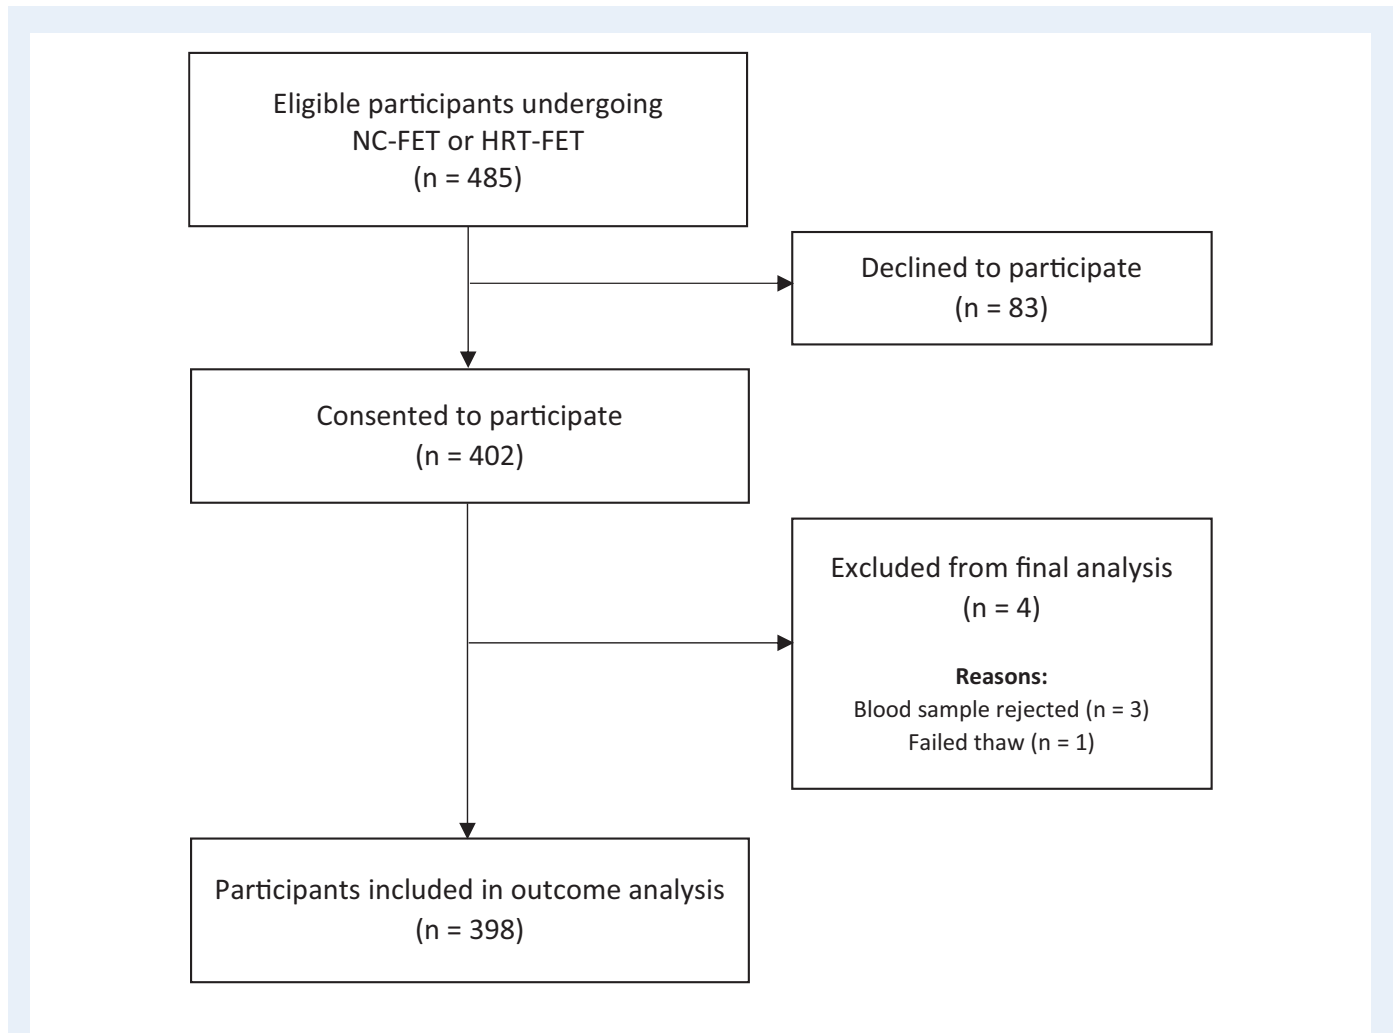 Eligible participants undergoing
NC-FET or HRT-FET
(n = 485)
Declined to participate
(n = 83)
Consented to participate
(n = 402)
Excluded from final analysis
(n = 4)
Reasons:
Blood sample rejected (n = 3)
Failed thaw (n = 1)
Participants included in outcome analysis
(n = 398)